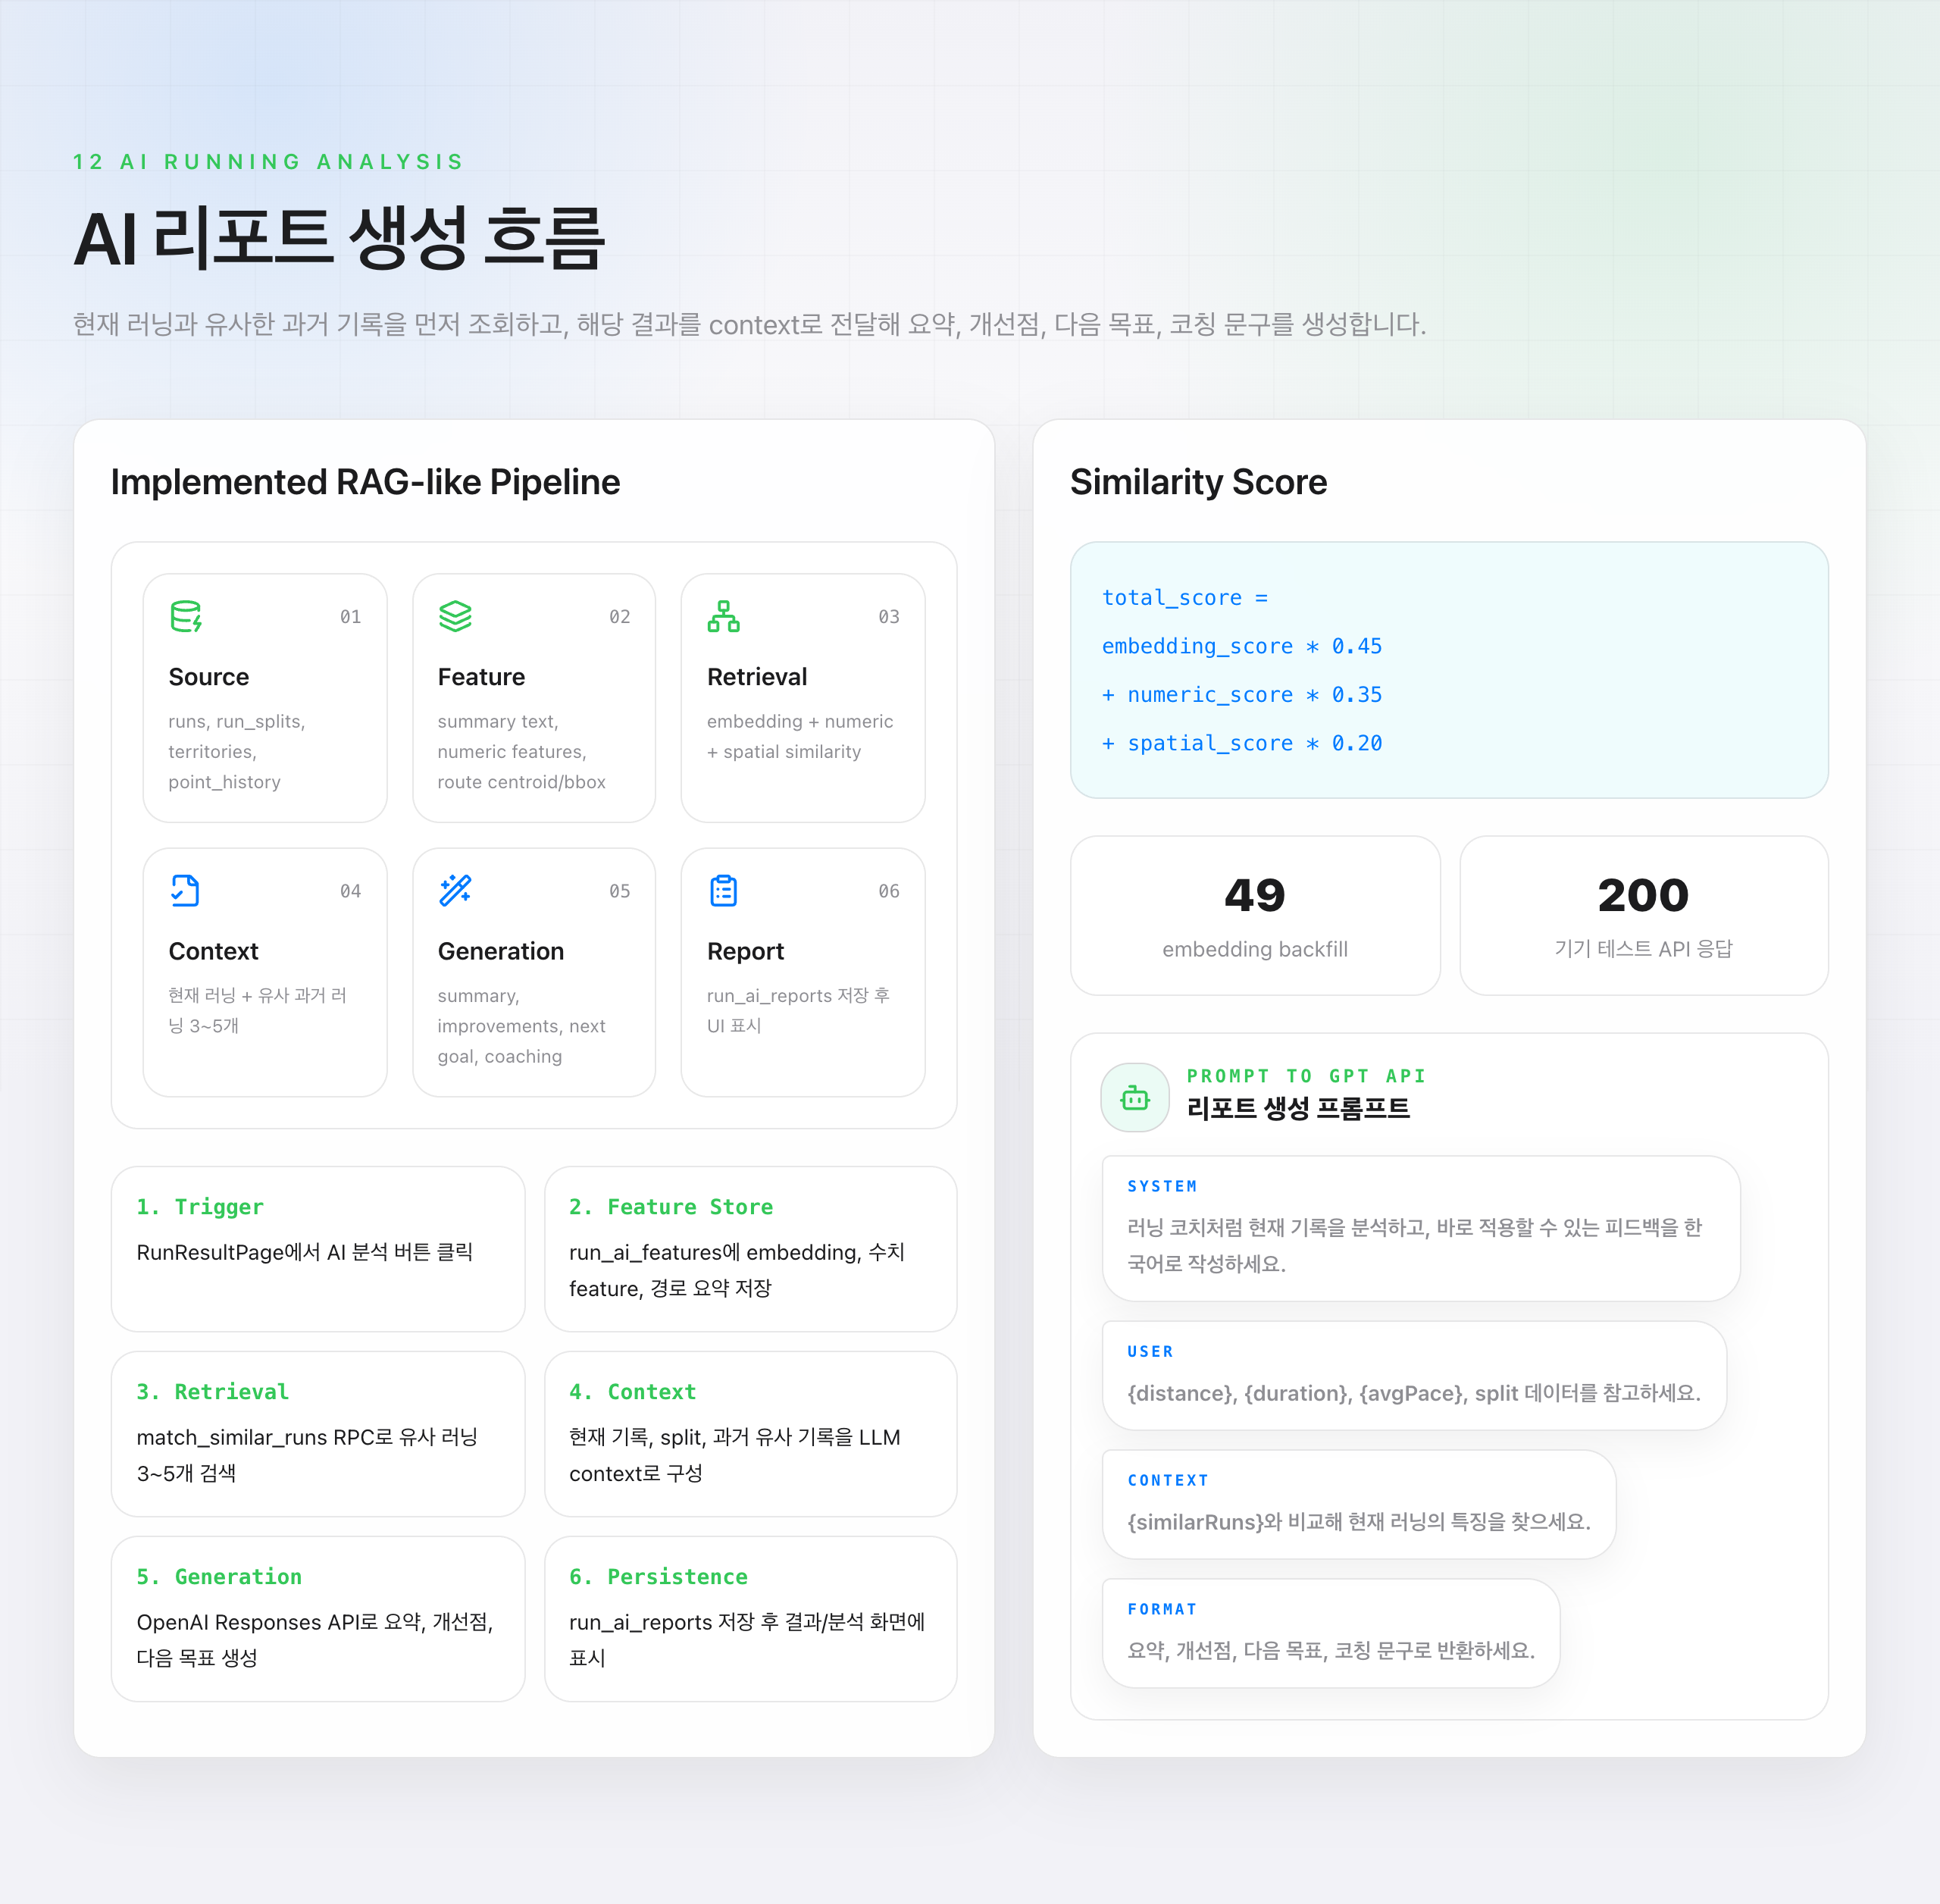 12 AI RUNNING ANALYSIS
AI 리포트 생성 흐름
현재 러닝과 유사한 과거 기록을 먼저 조회하고, 해당 결과를 context로 전달해 요약, 개선점, 다음 목표, 코칭 문구를 생성합니다.
Implemented RAG-like Pipeline
01
Source
runs, run_splits,
territories,
point_history
02
Feature
summary text,
numeric features,
route centroid/bbox
03
Retrieval
embedding + numeric
+ spatial similarity
04
Context
현재 러닝 + 유사 과거 러
닝 3~5개
05
Generation
summary,
improvements, next
goal, coaching
06
Report
run_ai_reports 저장 후
UI 표시
1. Trigger
RunResultPage에서 AI 분석 버튼 클릭
2. Feature Store
run_ai_features에 embedding, 수치
feature, 경로 요약 저장
3. Retrieval
match_similar_runs RPC로 유사 러닝
3~5개 검색
4. Context
현재 기록, split, 과거 유사 기록을 LLM
context로 구성
5. Generation
OpenAI Responses API로 요약, 개선점,
다음 목표 생성
6. Persistence
run_ai_reports 저장 후 결과/분석 화면에
표시
Similarity Score
total_score =
embedding_score * 0.45
+ numeric_score * 0.35
+ spatial_score * 0.20
49
embedding backfill
200
기기 테스트 API 응답
PROMPT TO GPT API
리포트 생성 프롬프트
SYSTEM
러닝 코치처럼 현재 기록을 분석하고, 바로 적용할 수 있는 피드백을 한
국어로 작성하세요.
USER
{distance}, {duration}, {avgPace}, split 데이터를 참고하세요.
CONTEXT
{similarRuns}와 비교해 현재 러닝의 특징을 찾으세요.
FORMAT
요약, 개선점, 다음 목표, 코칭 문구로 반환하세요.